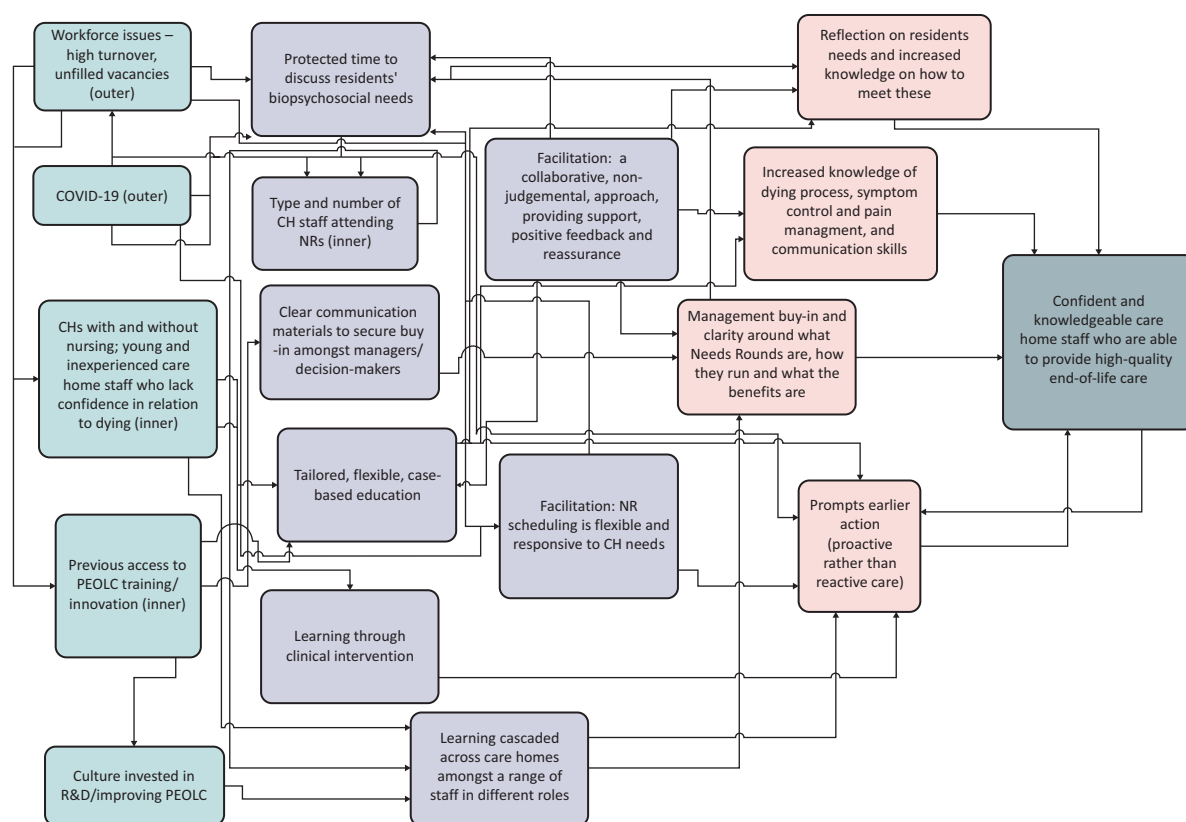 Workforce issues –
high turnover,
unfilled vacancies
(outer)
COVID-19 (outer)
CHs with and without
nursing; young and
inexperienced care
home staff who lack
confidence in relation
to dying (inner)
Previous access to
PEOLC training/
innovation (inner)
Culture invested in
R&D/improving PEOLC
Protected time to
discuss residents'
biopsychosocial needs
Type and number of
CH staff attending
NRs (inner)
Clear communication
materials to secure buy
-in amongst managers/
decision-makers
Tailored, flexible, case-
based education
Learning through
clinical intervention
Learning cascaded
across care homes
amongst a range of
staff in different roles
Facilitation: a
collaborative, non-
judgemental, approach,
providing support,
positive feedback and
reassurance
Facilitation: NR
scheduling is flexible and
responsive to CH needs
Reflection on residents
needs and increased
knowledge on how to
meet these
Increased knowledge of
dying process, symptom
control and pain
managment, and
communication skills
Management buy-in and
clarity around what
Needs Rounds are, how
they run and what the
benefits are
Prompts earlier
action
(proactive
rather than
reactive care)
Confident and
knowledgeable care
home staff who are able
to provide high-quality
end-of-life care